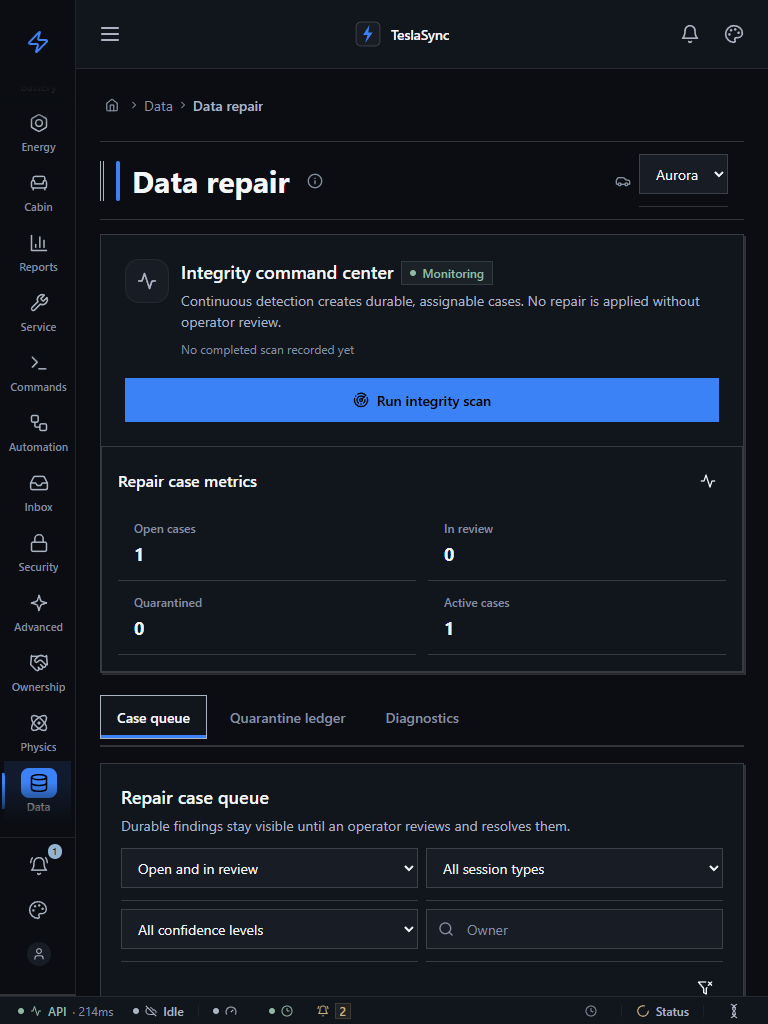 TeslaSync
Energy
Cabin
Reports
Service
Commands
Automation
Inbox
Security
Advanced
Ownership
Physics
Data
1
Data
Data repair
Data repair
Aurora
Integrity command center
Monitoring
Continuous detection creates durable, assignable cases. No repair is applied without
operator review.
No completed scan recorded yet
Run integrity scan
Repair case metrics
Open cases
1
In review
0
Quarantined
0
Active cases
1
Case queue
Quarantine ledger
Diagnostics
Repair case queue
Durable findings stay visible until an operator reviews and resolves them.
Open and in review
All session types
All confidence levels
Owner
API · 214ms
Idle
2
Status